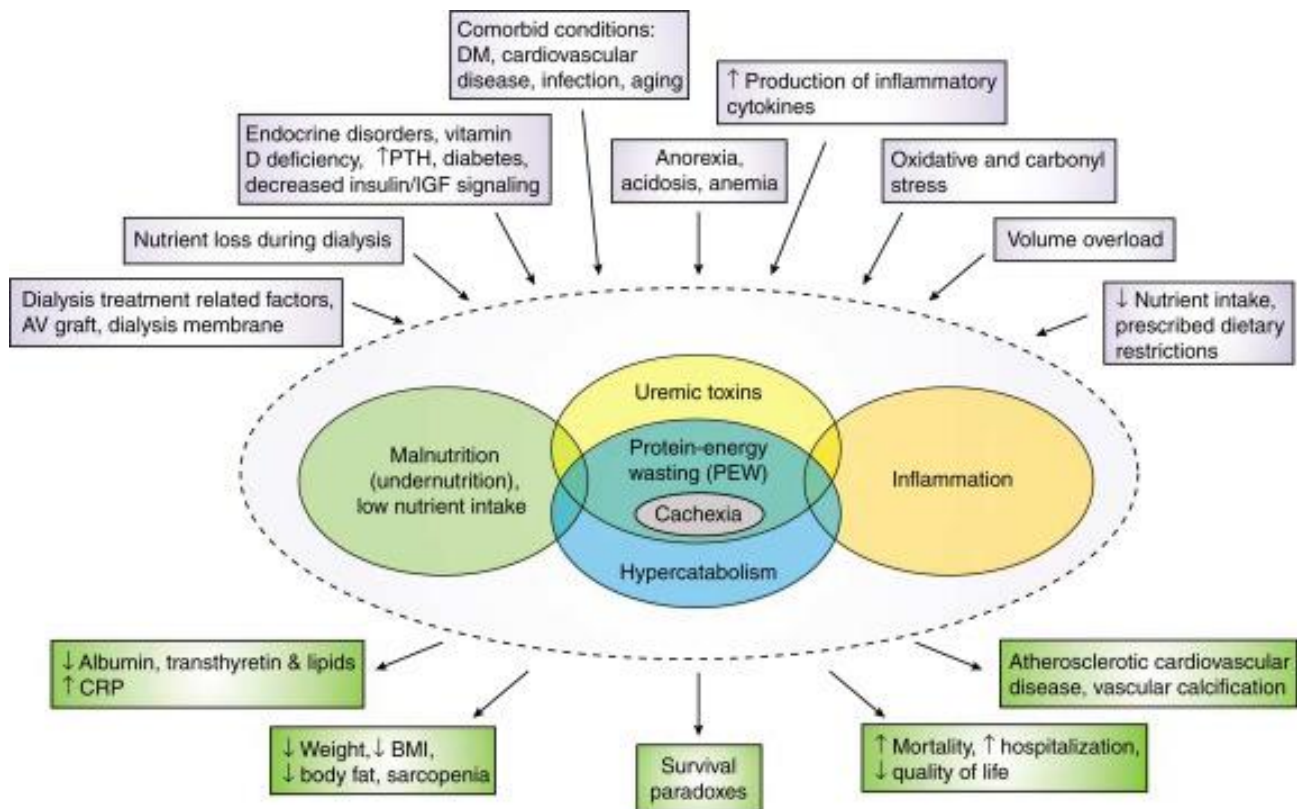 Comorbid conditions:
DM, cardiovascular
disease, infection, aging
↑ Production of inflammatory
cytokines
Endocrine disorders, vitamin
D deficiency, ↑PTH, diabetes,
decreased insulin/IGF signaling
Anorexia,
acidosis, anemia
Oxidative and carbonyl
stress
Nutrient loss during dialysis
Volume overload
Dialysis treatment related factors,
AV graft, dialysis membrane
↓ Nutrient intake,
prescribed dietary
restrictions
Uremic toxins
Malnutrition
(undernutrition),
low nutrient intake
Protein-energy
wasting (PEW)
Cachexia
Inflammation
Hypercatabolism
↓ Albumin, transthyretin & lipids
↑ CRP
Atherosclerotic cardiovascular
disease, vascular calcification
↓ Weight, ↓ BMI,
↓ body fat, sarcopenia
Survival
paradoxes
↑ Mortality, ↑ hospitalization,
↓ quality of life